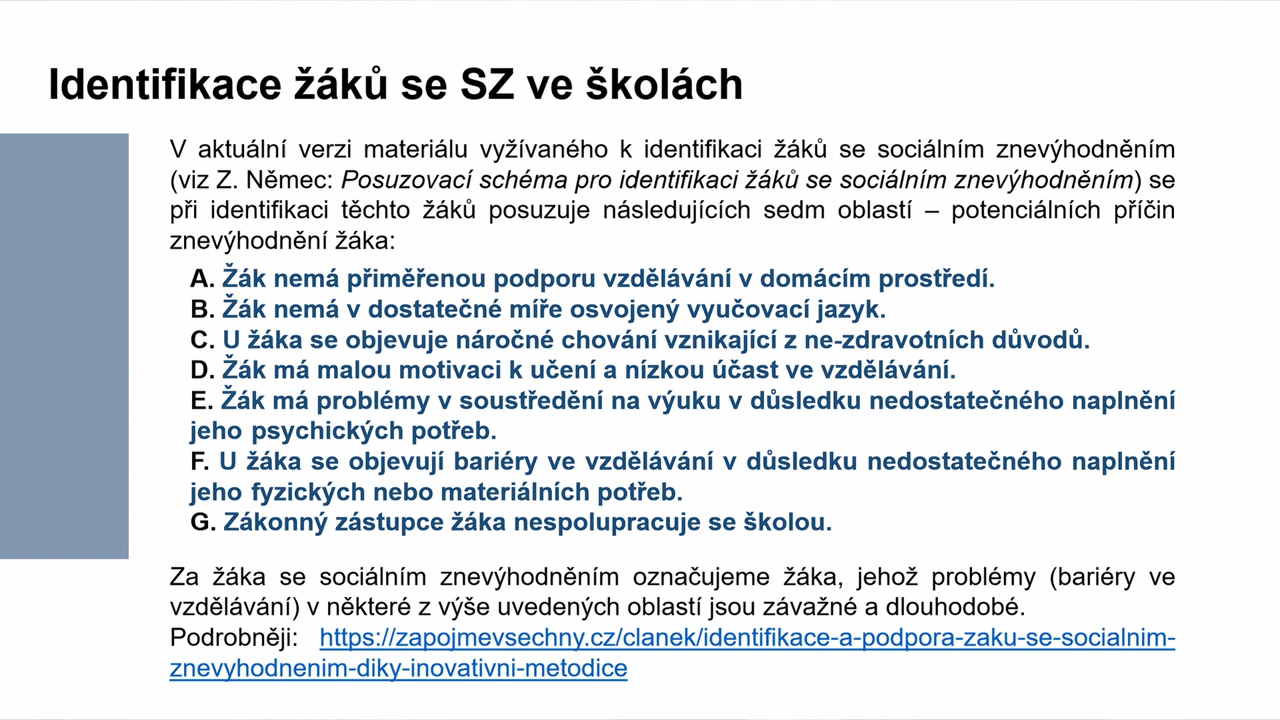 Identifikace žáků se SZ ve školách
V aktuální verzi materiálu vyžívaného k identifikaci žáků se sociálním znevýhodněním
(viz Z. Němec: Posuzovací schéma pro identifikaci žáků se sociálním znevýhodněním) se
při identifikaci těchto žáků posuzuje následujících sedm oblastí – potenciálních příčin
znevýhodnění žáka:
A. Žák nemá přiměřenou podporu vzdělávání v domácím prostředí.
B. Žák nemá v dostatečné míře osvojený vyučovací jazyk.
C. U žáka se objevuje náročné chování vznikající z ne-zdravotních důvodů.
D. Žák má malou motivaci k učení a nízkou účast ve vzdělávání.
E. Žák má problémy v soustředění na výuku v důsledku nedostatečného naplnění
jeho psychických potřeb.
F. U žáka se objevují bariéry ve vzdělávání v důsledku nedostatečného naplnění
jeho fyzických nebo materiálních potřeb.
G. Zákonný zástupce žáka nespolupracuje se školou.
Za žáka se sociálním znevýhodněním označujeme žáka, jehož problémy (bariéry ve
vzdělávání) v některé z výše uvedených oblastí jsou závažné a dlouhodobé.
Podrobněji: https://zapojmevsechny.cz/clanek/identifikace-a-podpora-zaku-se-socialnim-
znevyhodnenim-diky-inovativni-metodice